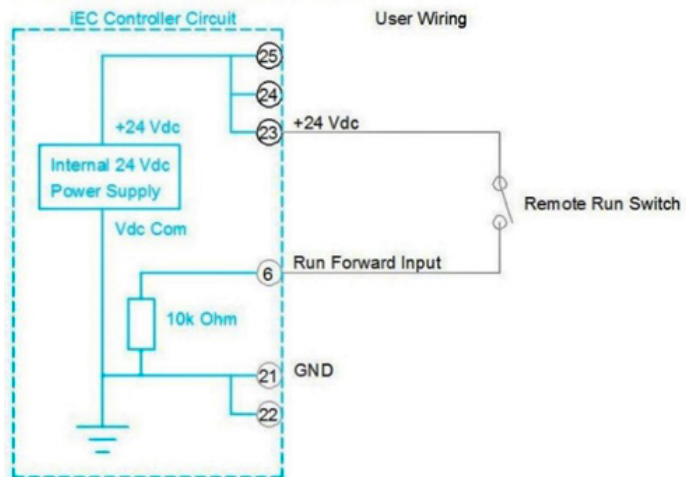 iEC Controller Circuit
User Wiring
25
24
+24 Vdc
23
+24 Vdc
Internal 24 Vdc
Power Supply
Remote Run Switch
Vdc Com
6
Run Forward Input
10k Ohm
21
GND
22